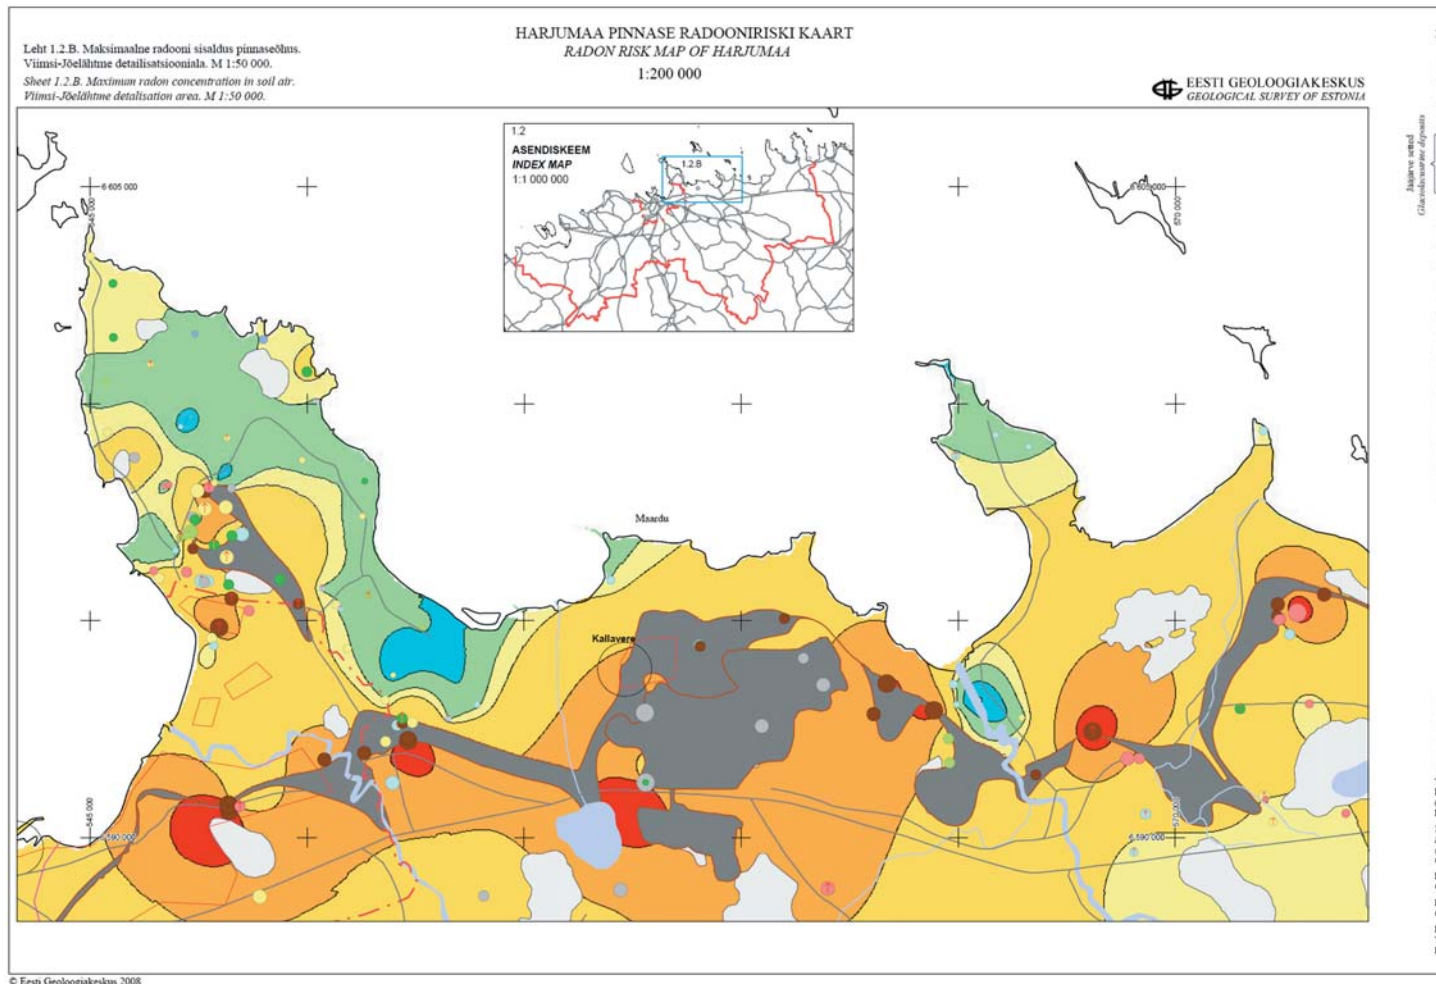 HARJUMAA PINNASE RADOONIRISKI KAART
RADON RISK MAP OF HARJUMAA
1:200 000
Leht 1.2.B. Maksimaalne radooni sisaldus pinnaseõhus.
Viimsi-Jõelähtme detailisatsiooniala. M 1:50 000.
Sheet 1.2.B. Maximum radon concentration in soil air.
Viimsi-Jõelähtme detalisation area. M 1:50 000.
EESTI GEOLOOGIAKESKUS
GEOLOGICAL SURVEY OF ESTONIA
1.2
ASENDISKEEM
INDEX MAP
1:1 000 000
1.2.B
Jääjärve setted
Glaciolacustrine deposits
6 605 000
545 000
6 605 000
570 000
Maardu
Kallavere
545 000
6 590 000
570 000
6 590 000
© Eesti Geoloogiakeskus 2008